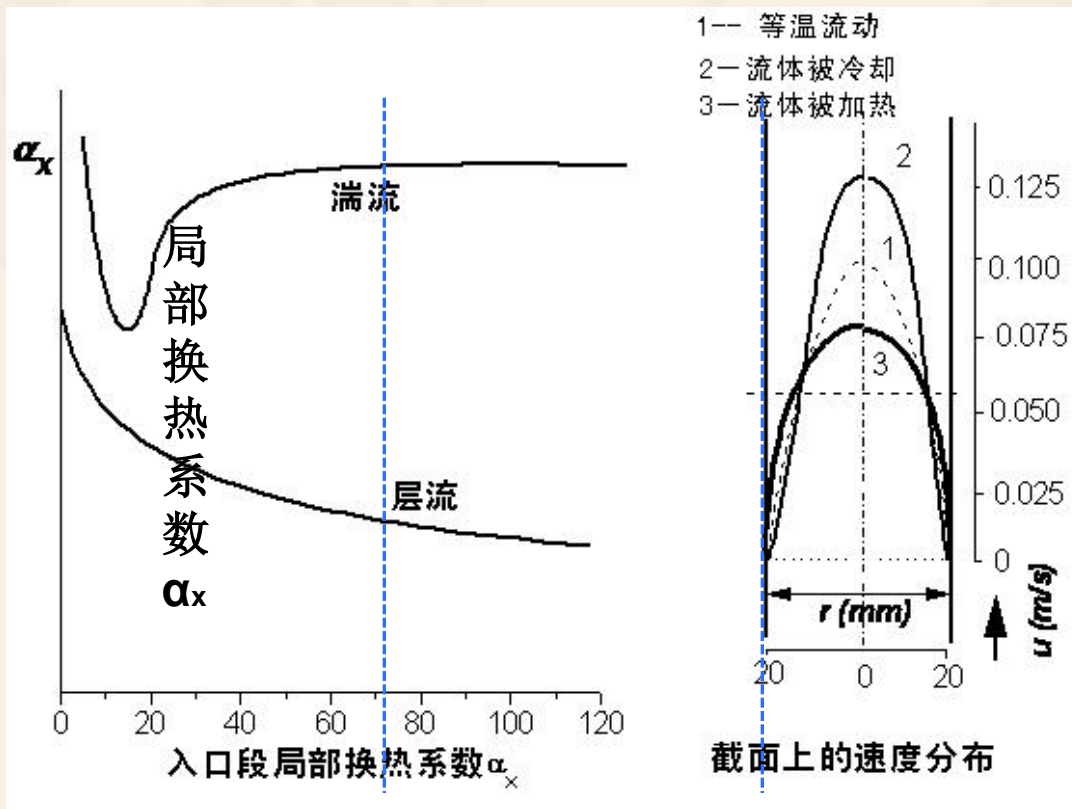 1-- 等温流动
2—流体被冷却
3—流体被加热
αx
湍流
局部换热系数αx
层流
0 20 40 60 80 100 120
入口段局部换热系数αx
2
1
3
0.125
0.100
0.075
0.050
0.025
0
u (m/s)
r (mm)
20 0 20
截面上的速度分布